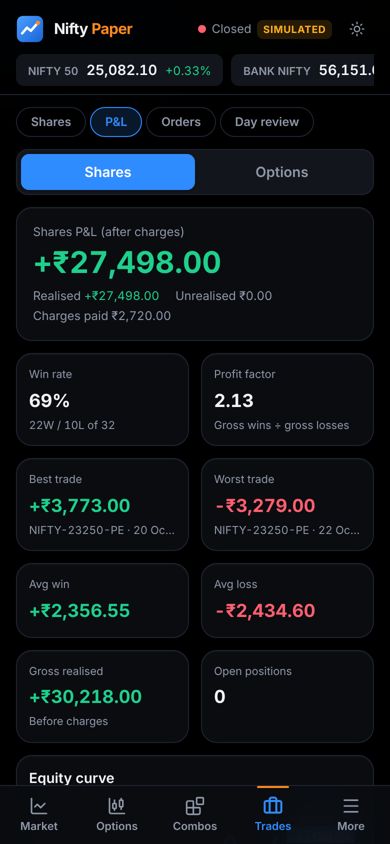 Nifty Paper
Closed
SIMULATED
NIFTY 50 25,082.10 +0.33%
BANK NIFTY 56,151.
Shares
P&L
Orders
Day review
Shares
Options
Shares P&L (after charges)
+₹27,498.00
Realised +₹27,498.00 Unrealised ₹0.00
Charges paid ₹2,720.00
Win rate
69%
22W / 10L of 32
Profit factor
2.13
Gross wins ÷ gross losses
Best trade
+₹3,773.00
NIFTY-23250-PE · 20 Oc...
Worst trade
-₹3,279.00
NIFTY-23250-PE · 22 Oc...
Avg win
+₹2,356.55
Avg loss
-₹2,434.60
Gross realised
+₹30,218.00
Before charges
Open positions
0
Equity curve
Market
Options
Combos
Trades
More